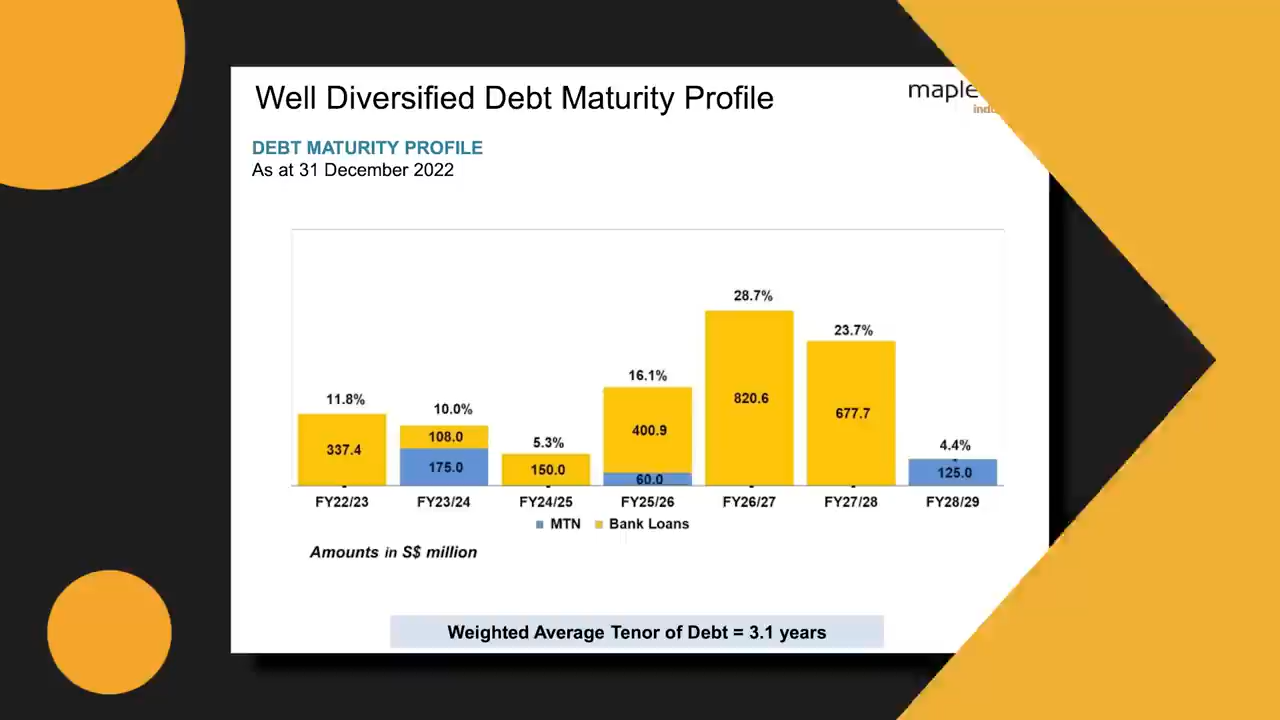 Well Diversified Debt Maturity Profile
maple
ind
DEBT MATURITY PROFILE
As at 31 December 2022
28.7%
23.7%
16.1%
11.8%
10.0%
5.3%
4.4%
337.4
108.0
175.0
150.0
400.9
60.0
820.6
677.7
125.0
FY22/23 FY23/24 FY24/25 FY25/26 FY26/27 FY27/28 FY28/29
MTN Bank Loans
Amounts in S$ million
Weighted Average Tenor of Debt = 3.1 years